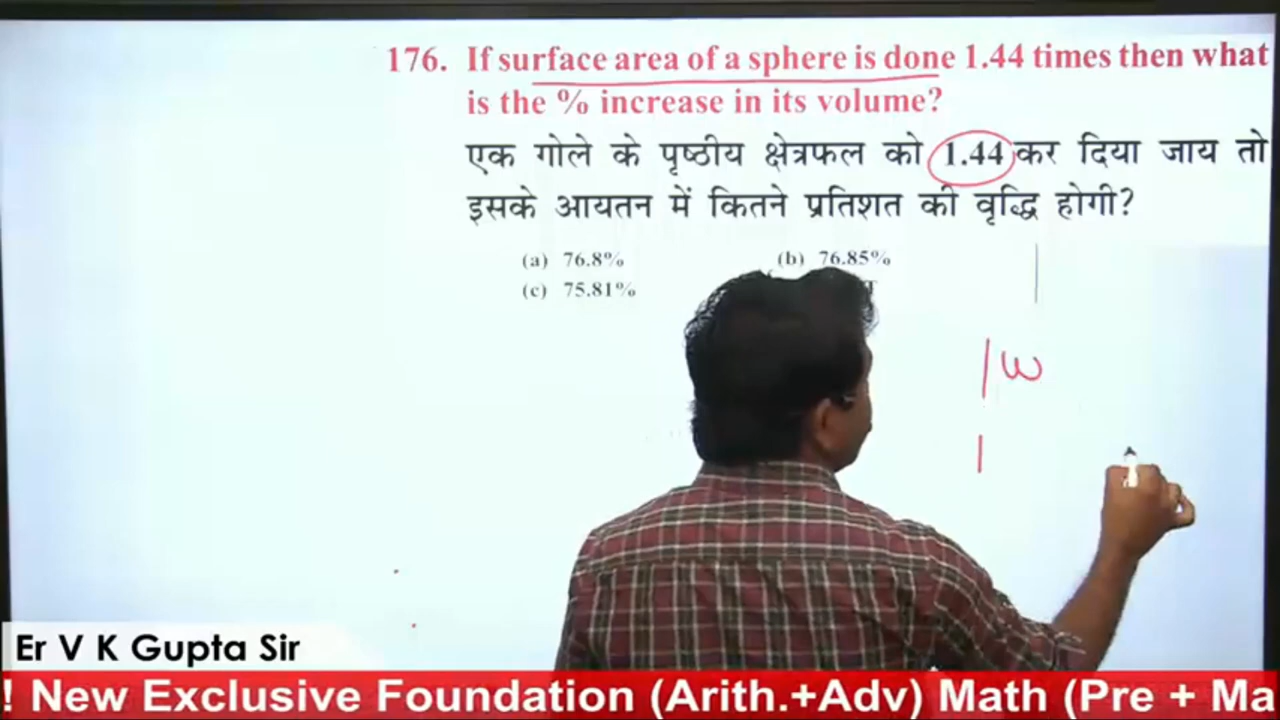 176. If surface area of a sphere is done 1.44 times then what
is the % increase in its volume?
एक गोले के पृष्ठीय क्षेत्रफल को 1.44 कर दिया जाय तो
इसके आयतन में कितने प्रतिशत की वृद्धि होगी?
(a) 76.8% (b) 76.85%
(c) 75.81%
Er V K Gupta Sir
! New Exclusive Foundation (Arith.+Adv) Math (Pre + Ma